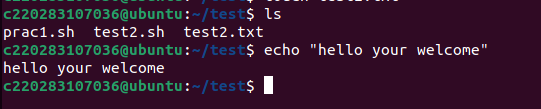 c220283107036@ubuntu:~/test$ ls
prac1.sh  test2.sh  test2.txt
c220283107036@ubuntu:~/test$ echo "hello your welcome"
hello your welcome
c220283107036@ubuntu:~/test$